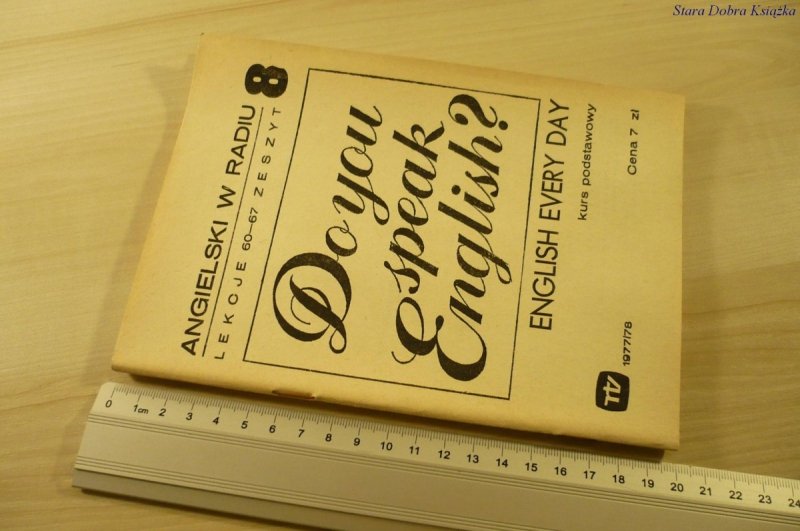 Stara Dobra Książka
ANGIELSKI W RADIU
LEKCJE 60-67 ZESZYT 8
Do you
speak
English?
ENGLISH EVERY DAY
kurs podstawowy
Cena 7 zł
1977/78
0 1cm 2 3 4 5 6 7 8 9 10 11 12 13 14 15 16 17 18 19 20 21 22 23 24